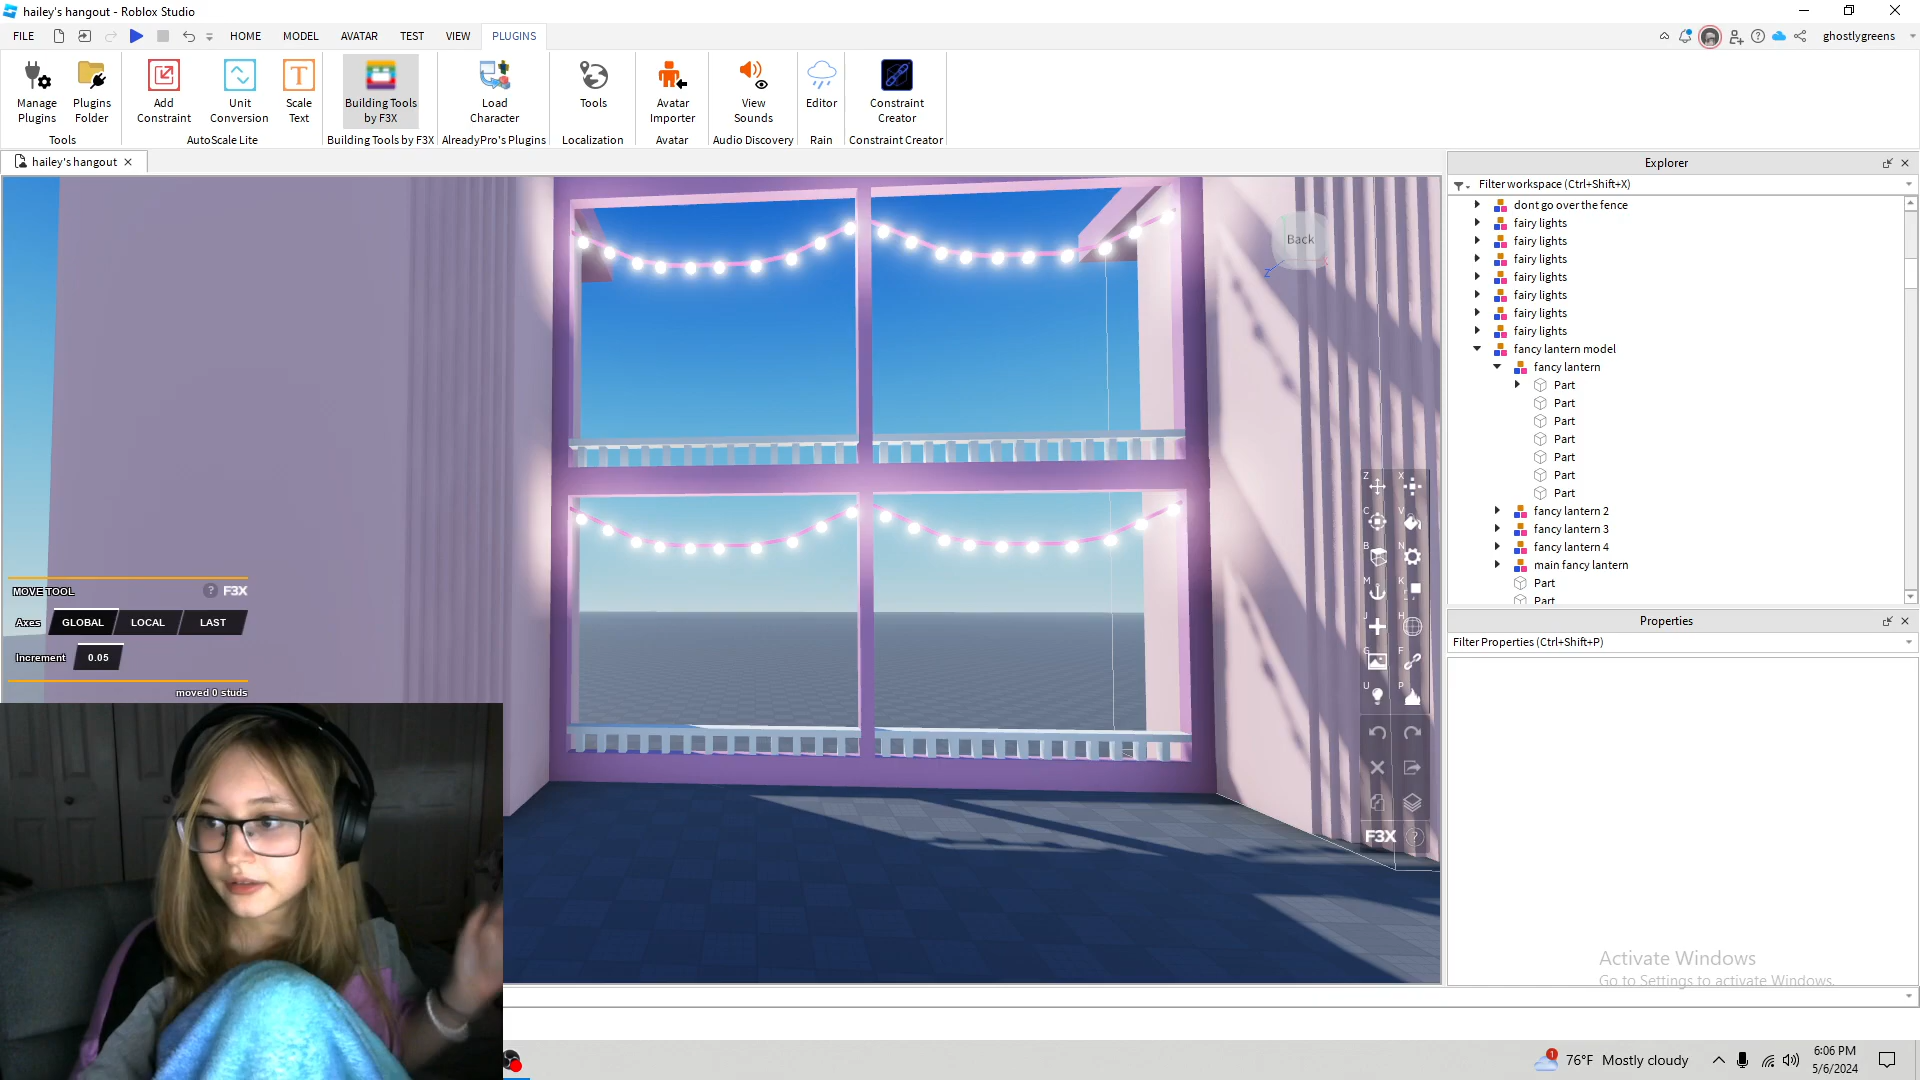 hailey's hangout - Roblox Studio
FILE HOME MODEL AVATAR TEST VIEW PLUGINS ghostlygreens
Manage Plugins
Plugins Folder
Tools
Add Constraint
Unit Conversion
T
Scale Text
AutoScale Lite
Building Tools by F3X
Building Tools by F3X
Load Character
AlreadyPro's Plugins
Tools
Localization
Avatar Importer
Avatar
View Sounds
Audio Discovery
Editor
Rain
Constraint Creator
Constraint Creator
hailey's hangout
Back
Z
X
MOVE TOOL ? F3X
Axes GLOBAL LOCAL LAST
Increment 0.05
moved 0 studs
Z X
C V
B N
M K
J H
G F
U P
F3X ?
Explorer
Filter workspace (Ctrl+Shift+X)
dont go over the fence
fairy lights
fairy lights
fairy lights
fairy lights
fairy lights
fairy lights
fairy lights
fancy lantern model
fancy lantern
Part
Part
Part
Part
Part
Part
Part
fancy lantern 2
fancy lantern 3
fancy lantern 4
main fancy lantern
Part
Part
Properties
Filter Properties (Ctrl+Shift+P)
Activate Windows
Go to Settings to activate Windows.
1
76°F Mostly cloudy
6:06 PM
5/6/2024